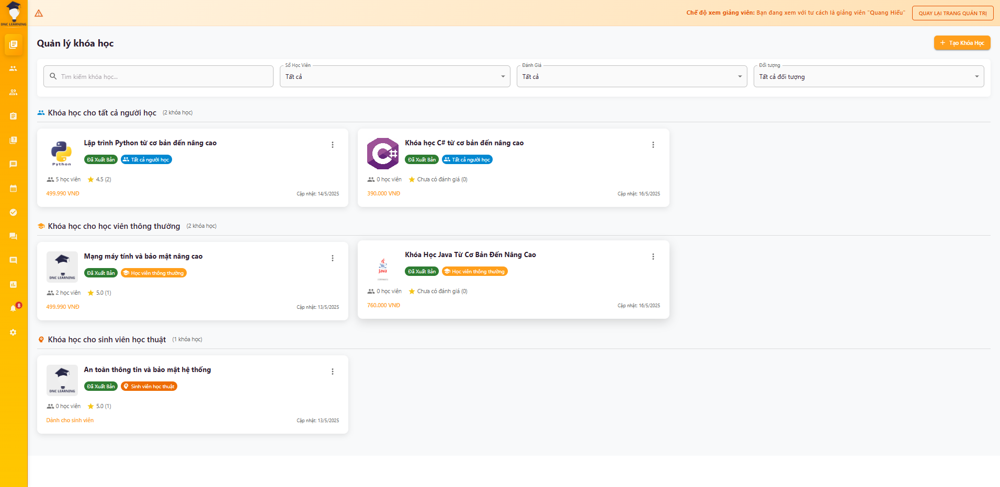 DNC LEARNING
Chế độ xem giảng viên: Bạn đang xem với tư cách là giảng viên "Quang Hiếu"
QUAY LẠI TRANG QUẢN TRỊ
Quản lý khóa học
+ Tạo Khóa Học
Tìm kiếm khóa học...
Số Học Viên
Tất cả
Đánh Giá
Tất cả
Đối tượng
Tất cả đối tượng
Khóa học cho tất cả người học (2 khóa học)
Python
Lập trình Python từ cơ bản đến nâng cao
Đã Xuất Bản Tất cả người học
5 học viên 4.5 (2)
499.990 VNĐ Cập nhật: 14/5/2025
C#
Khóa học C# từ cơ bản đến nâng cao
Đã Xuất Bản Tất cả người học
0 học viên Chưa có đánh giá (0)
390.000 VNĐ Cập nhật: 16/5/2025
Khóa học cho học viên thông thường (2 khóa học)
DNC LEARNING
Mạng máy tính và bảo mật nâng cao
Đã Xuất Bản Học viên thông thường
2 học viên 5.0 (1)
499.990 VNĐ Cập nhật: 13/5/2025
Java
Khóa Học Java Từ Cơ Bản Đến Nâng Cao
Đã Xuất Bản Học viên thông thường
0 học viên Chưa có đánh giá (0)
760.000 VNĐ Cập nhật: 16/5/2025
8
Khóa học cho sinh viên học thuật (1 khóa học)
DNC LEARNING
An toàn thông tin và bảo mật hệ thống
Đã Xuất Bản Sinh viên học thuật
0 học viên 5.0 (1)
Dành cho sinh viên Cập nhật: 13/5/2025